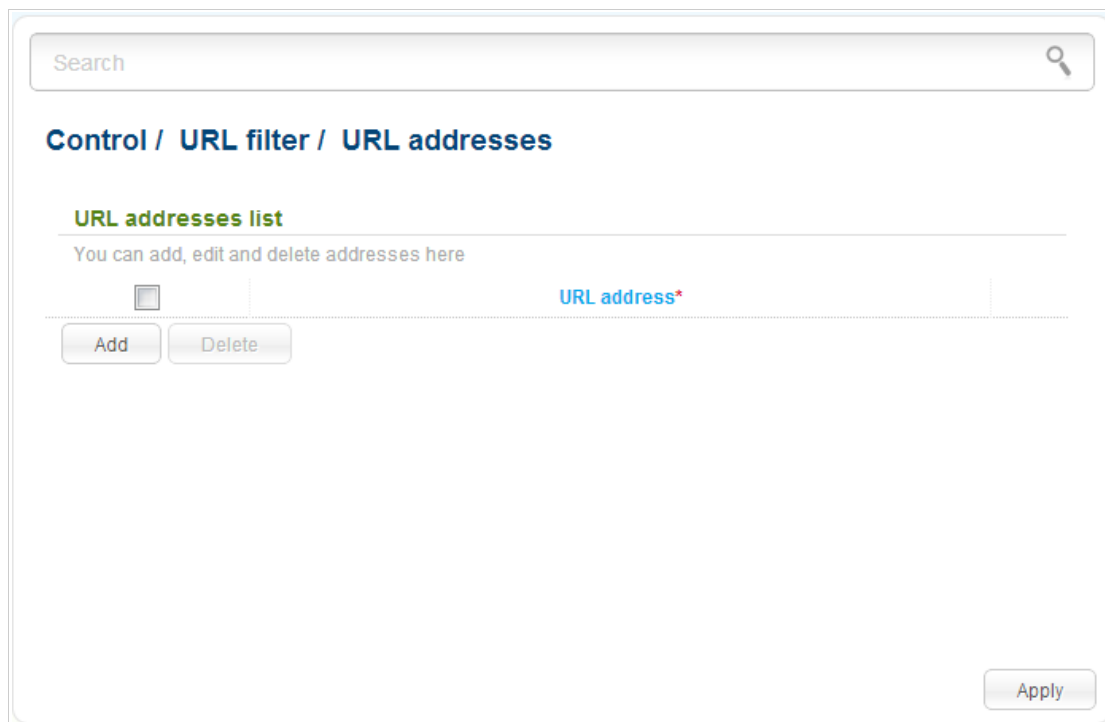 Search
Control / URL filter / URL addresses
URL addresses list
You can add, edit and delete addresses here
URL address*
Add Delete
Apply